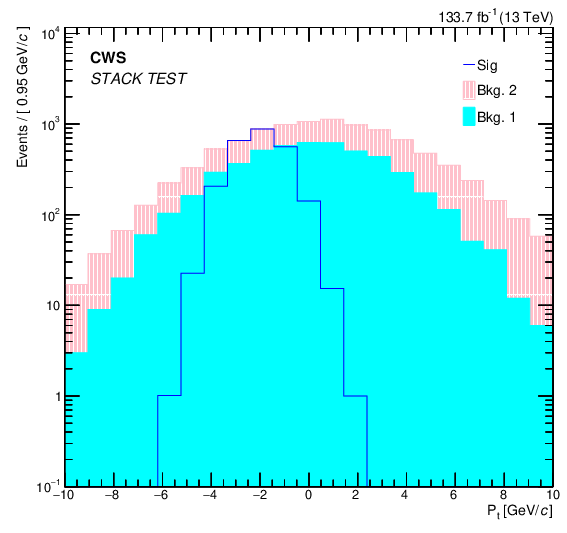 133.7 fb⁻¹ (13 TeV)
Events / [ 0.95 GeV/c ]
CWS
STACK TEST
Sig
Bkg. 2
Bkg. 1
10⁴
10³
10²
10
1
10⁻¹
−10 −8 −6 −4 −2 0 2 4 6 8 10
Pₜ [GeV/c]